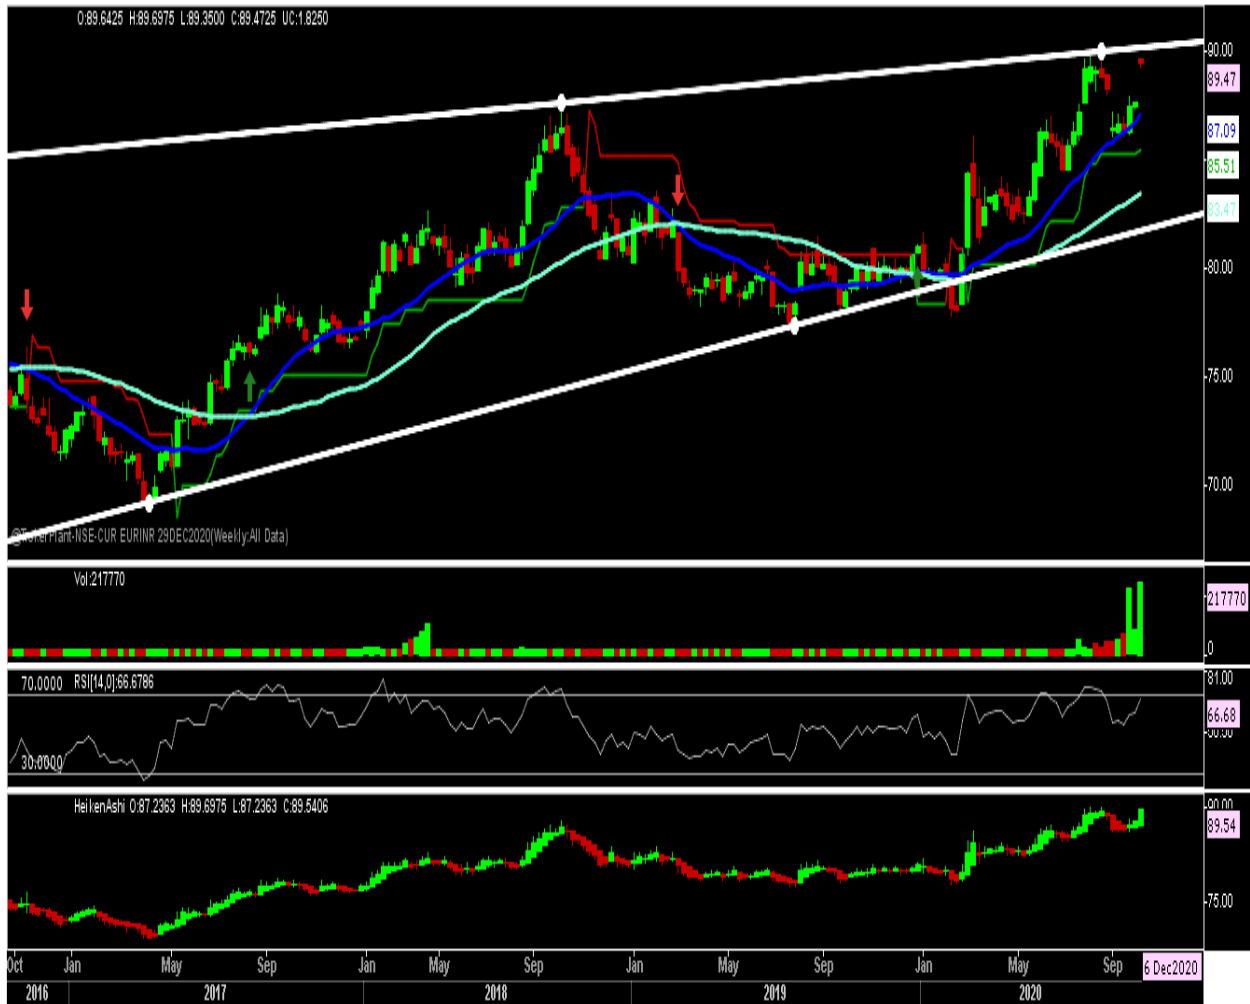 O:89.6425 H:89.6975 L:89.3500 C:89.4725 UC:1.8250
90.00
89.47
87.09
85.51
83.47
80.00
75.00
70.00
NSE-CUR EURINR 29DEC2020(Weekly:All Data)
Vol:217770
217770
0
70.0000 RSI[14,0]:66.6786
81.00
66.68
30.0000
HeikenAshi O:87.2363 H:89.6975 L:87.2363 C:89.5406
90.00
89.54
75.00
Oct Jan May Sep Jan May Sep Jan May Sep Jan May Sep 6 Dec2020
2016 2017 2018 2019 2020